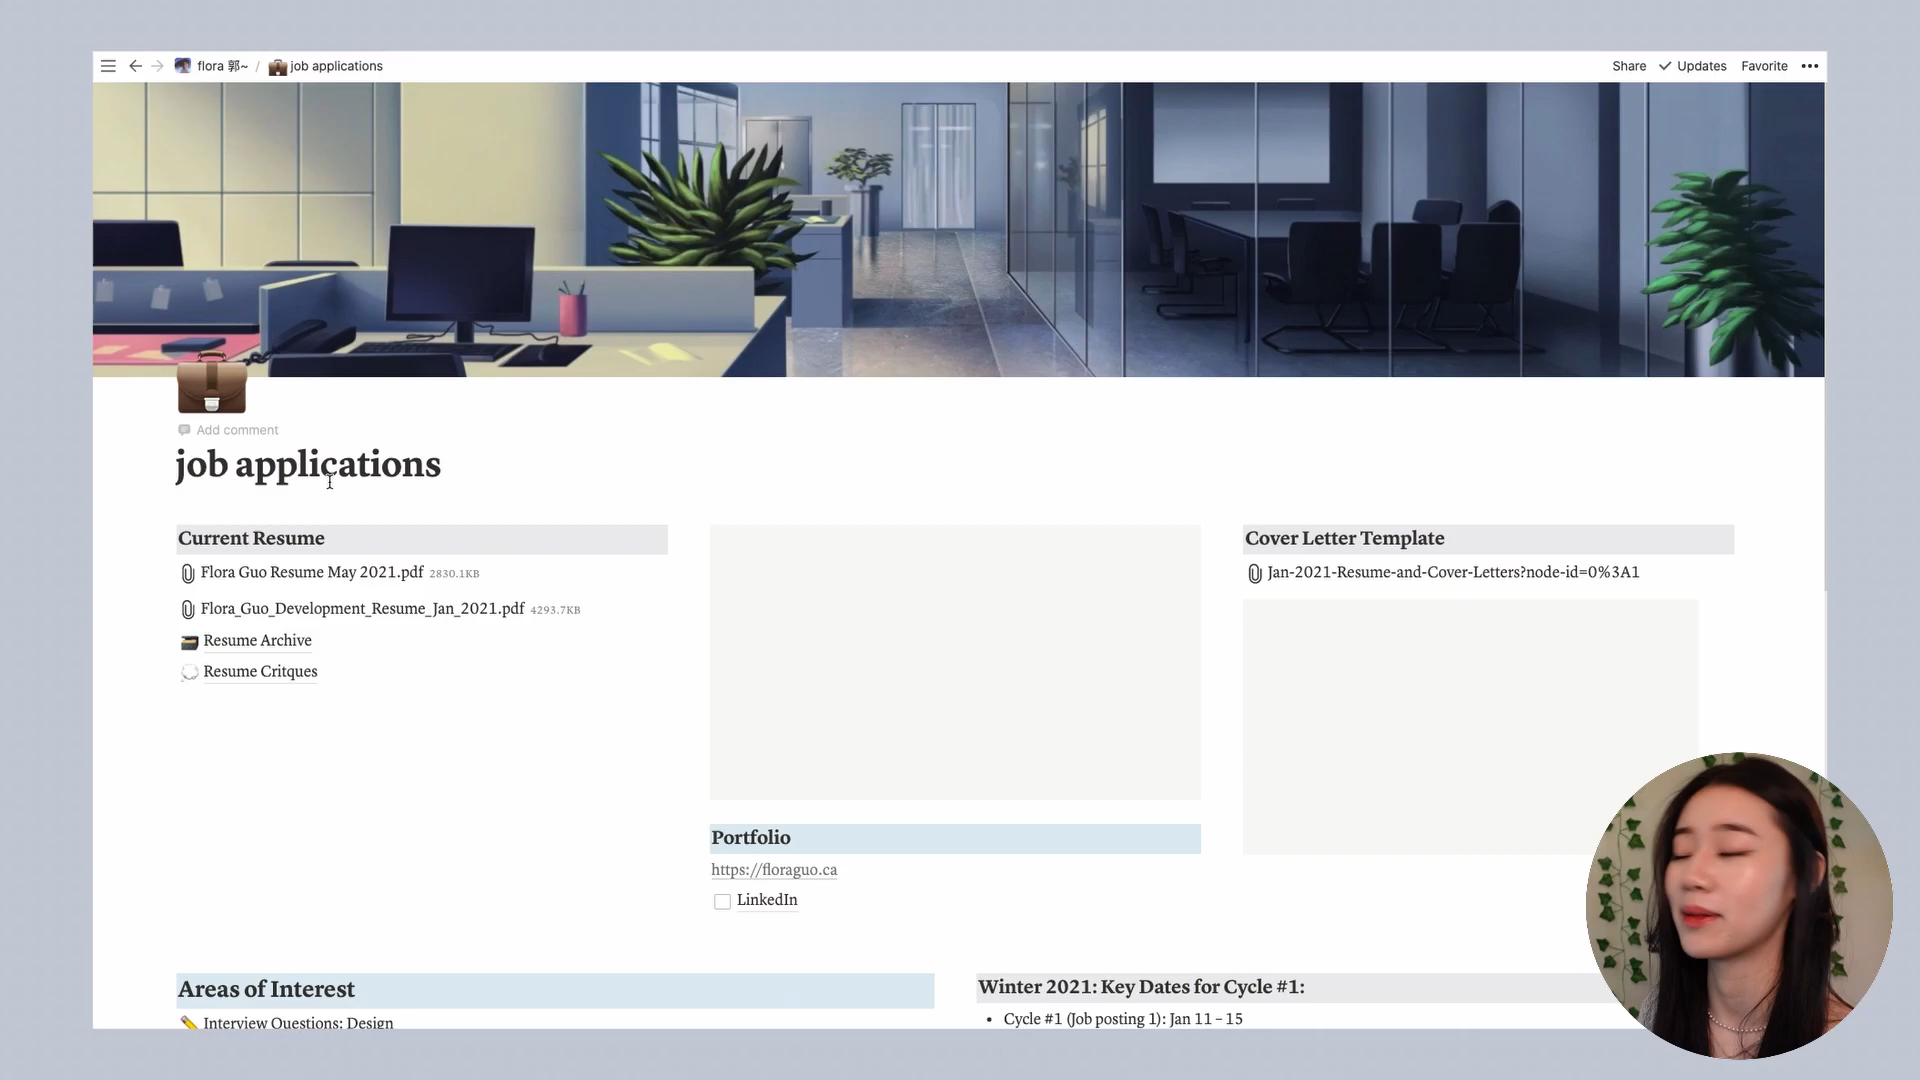 flora 郭~ / job applications
Share Updates Favorite
Add comment
job applications
Current Resume
Flora Guo Resume May 2021.pdf 2830.1KB
Flora_Guo_Development_Resume_Jan_2021.pdf 4293.7KB
Resume Archive
Resume Critques
Portfolio
https://floraguo.ca
LinkedIn
Cover Letter Template
Jan-2021-Resume-and-Cover-Letters?node-id=0%3A1
Areas of Interest
Interview Questions: Design
Winter 2021: Key Dates for Cycle #1:
• Cycle #1 (Job posting 1): Jan 11 – 15